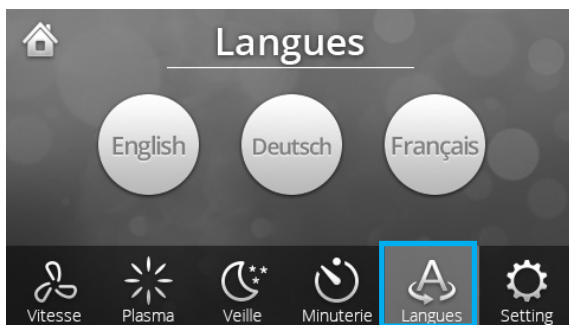 Langues
English Deutsch Français
Vitesse Plasma Veille Minuterie Langues Setting